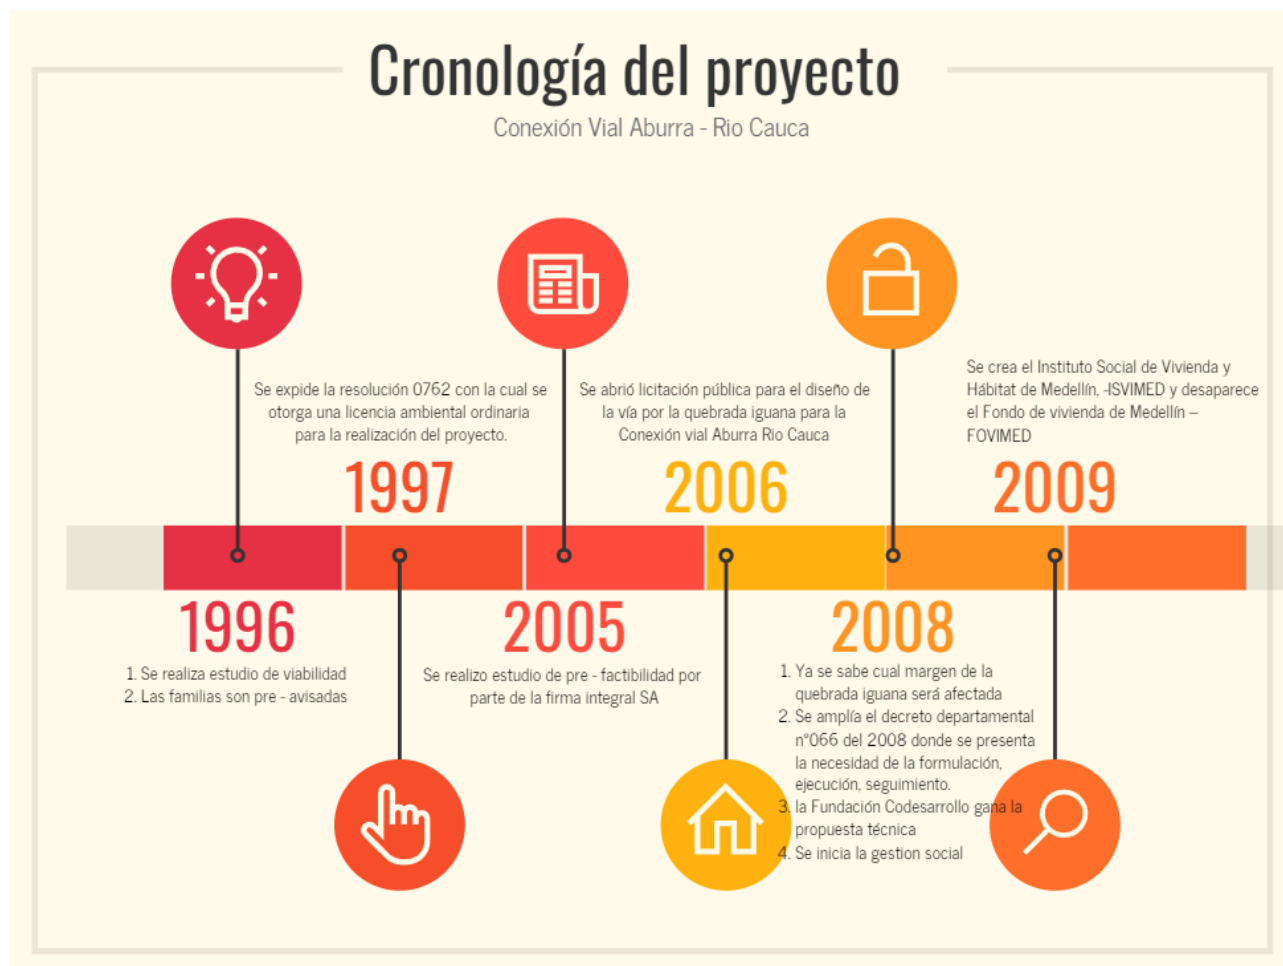 Cronología del proyecto
Conexión Vial Aburra - Rio Cauca
1996
1. Se realiza estudio de viabilidad
2. Las familias son pre - avisadas
Se expide la resolución 0762 con la cual se
otorga una licencia ambiental ordinaria
para la realización del proyecto.
1997
2005
Se realizo estudio de pre - factibilidad por
parte de la firma integral SA
Se abrió licitación pública para el diseño de
la vía por la quebrada iguana para la
Conexión vial Aburra Rio Cauca
2006
2008
1. Ya se sabe cual margen de la
quebrada iguana será afectada
2. Se amplía el decreto departamental
n°066 del 2008 donde se presenta
la necesidad de la formulación,
ejecución, seguimiento.
3. la Fundación Codesarrollo gana la
propuesta técnica
4. Se inicia la gestion social
Se crea el Instituto Social de Vivienda y
Hábitat de Medellín, -ISVIMED y desaparece
el Fondo de vivienda de Medellín –
FOVIMED
2009